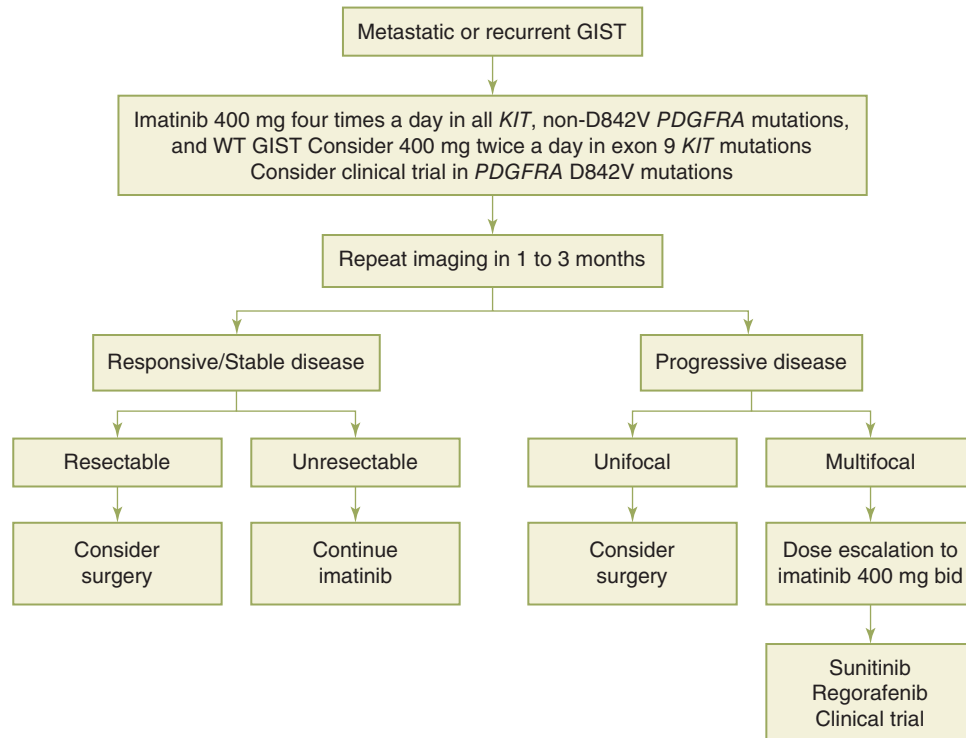 Metastatic or recurrent GIST
Imatinib 400 mg four times a day in all KIT, non-D842V PDGFRA mutations,
and WT GIST Consider 400 mg twice a day in exon 9 KIT mutations
Consider clinical trial in PDGFRA D842V mutations
Repeat imaging in 1 to 3 months
Responsive/Stable disease
Progressive disease
Resectable
Unresectable
Unifocal
Multifocal
Consider
surgery
Continue
imatinib
Consider
surgery
Dose escalation to
imatinib 400 mg bid
Sunitinib
Regorafenib
Clinical trial